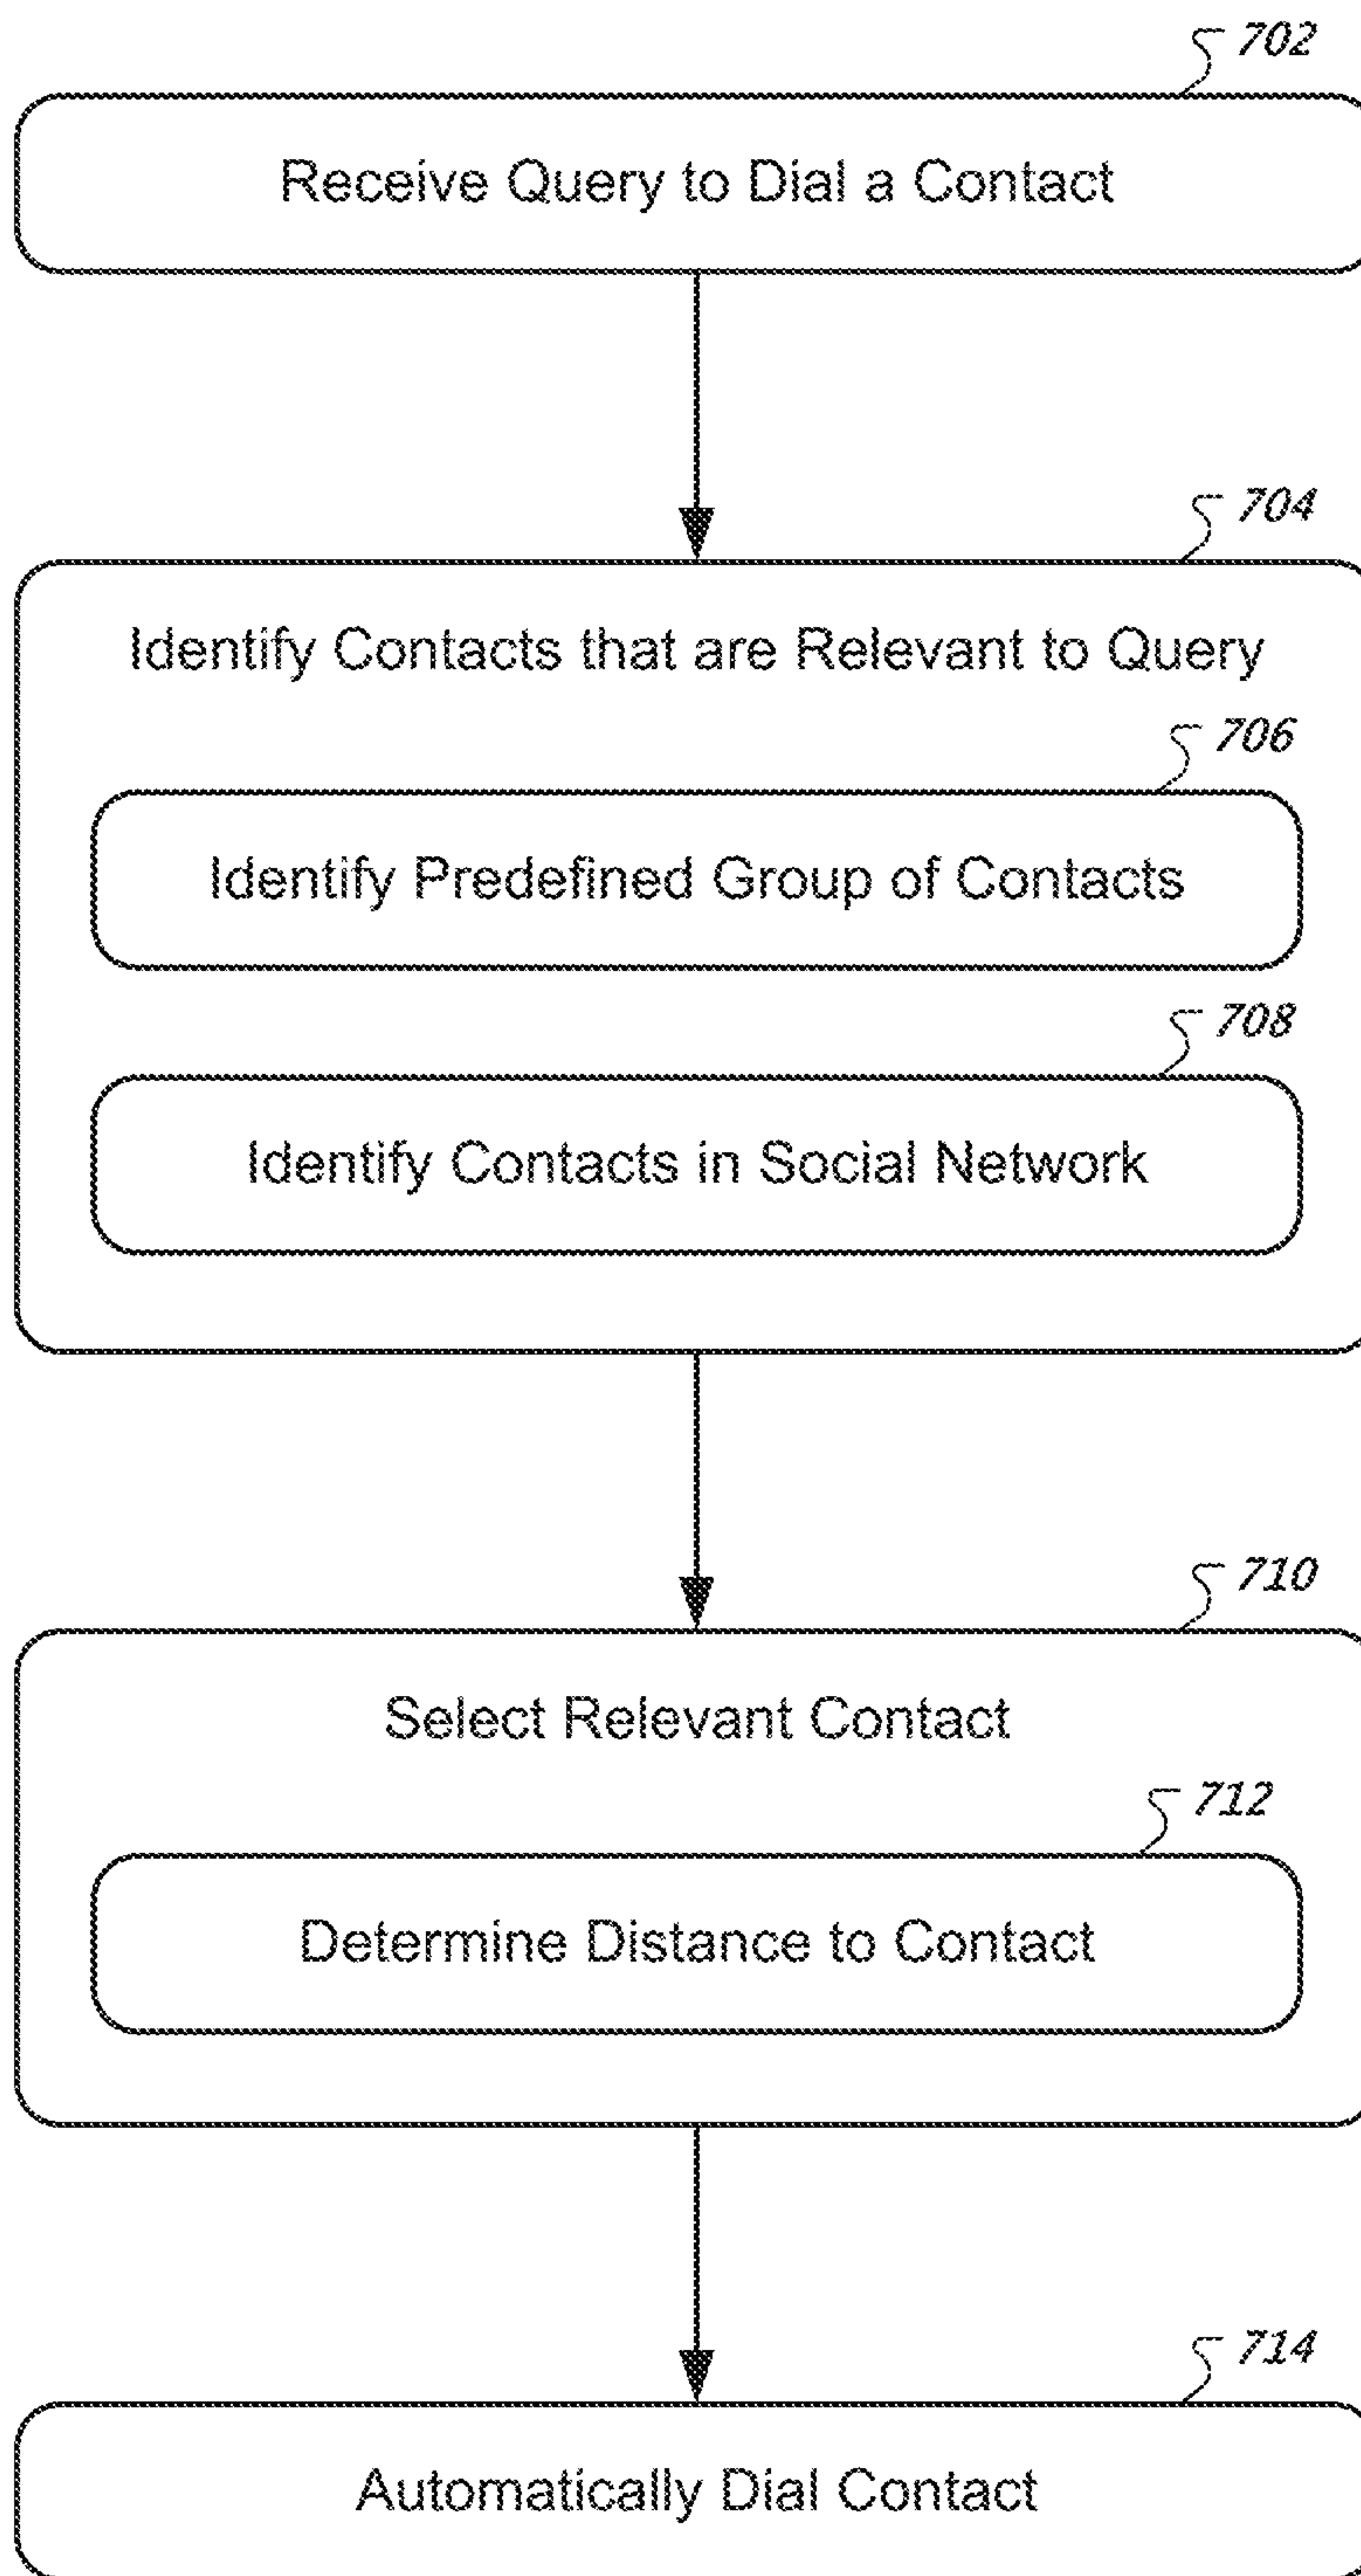 702
Receive Query to Dial a Contact
704
Identify Contacts that are Relevant to Query
706
Identify Predefined Group of Contacts
708
Identify Contacts in Social Network
710
Select Relevant Contact
712
Determine Distance to Contact
714
Automatically Dial Contact